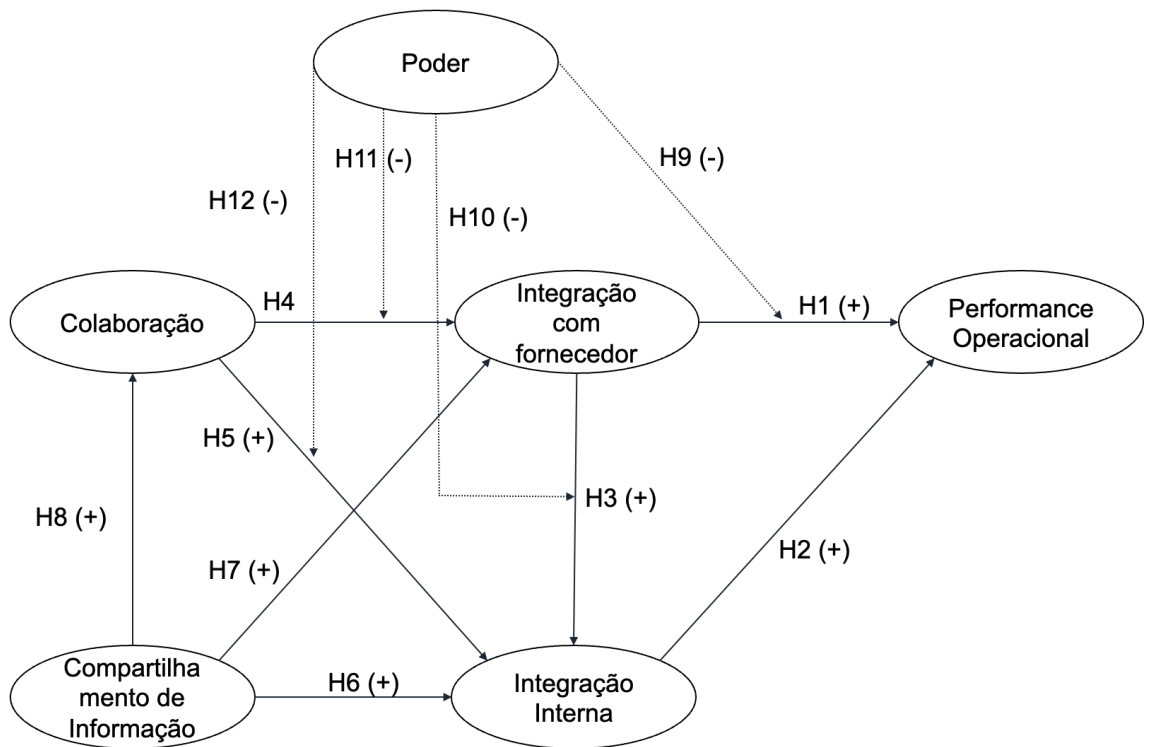 Poder
H11 (-)
H9 (-)
H12 (-)
H10 (-)
Colaboração
H4
Integração
com
fornecedor
H1 (+)
Performance
Operacional
H5 (+)
H3 (+)
H8 (+)
H7 (+)
H2 (+)
Compartilha
mento de
Informação
H6 (+)
Integração
Interna